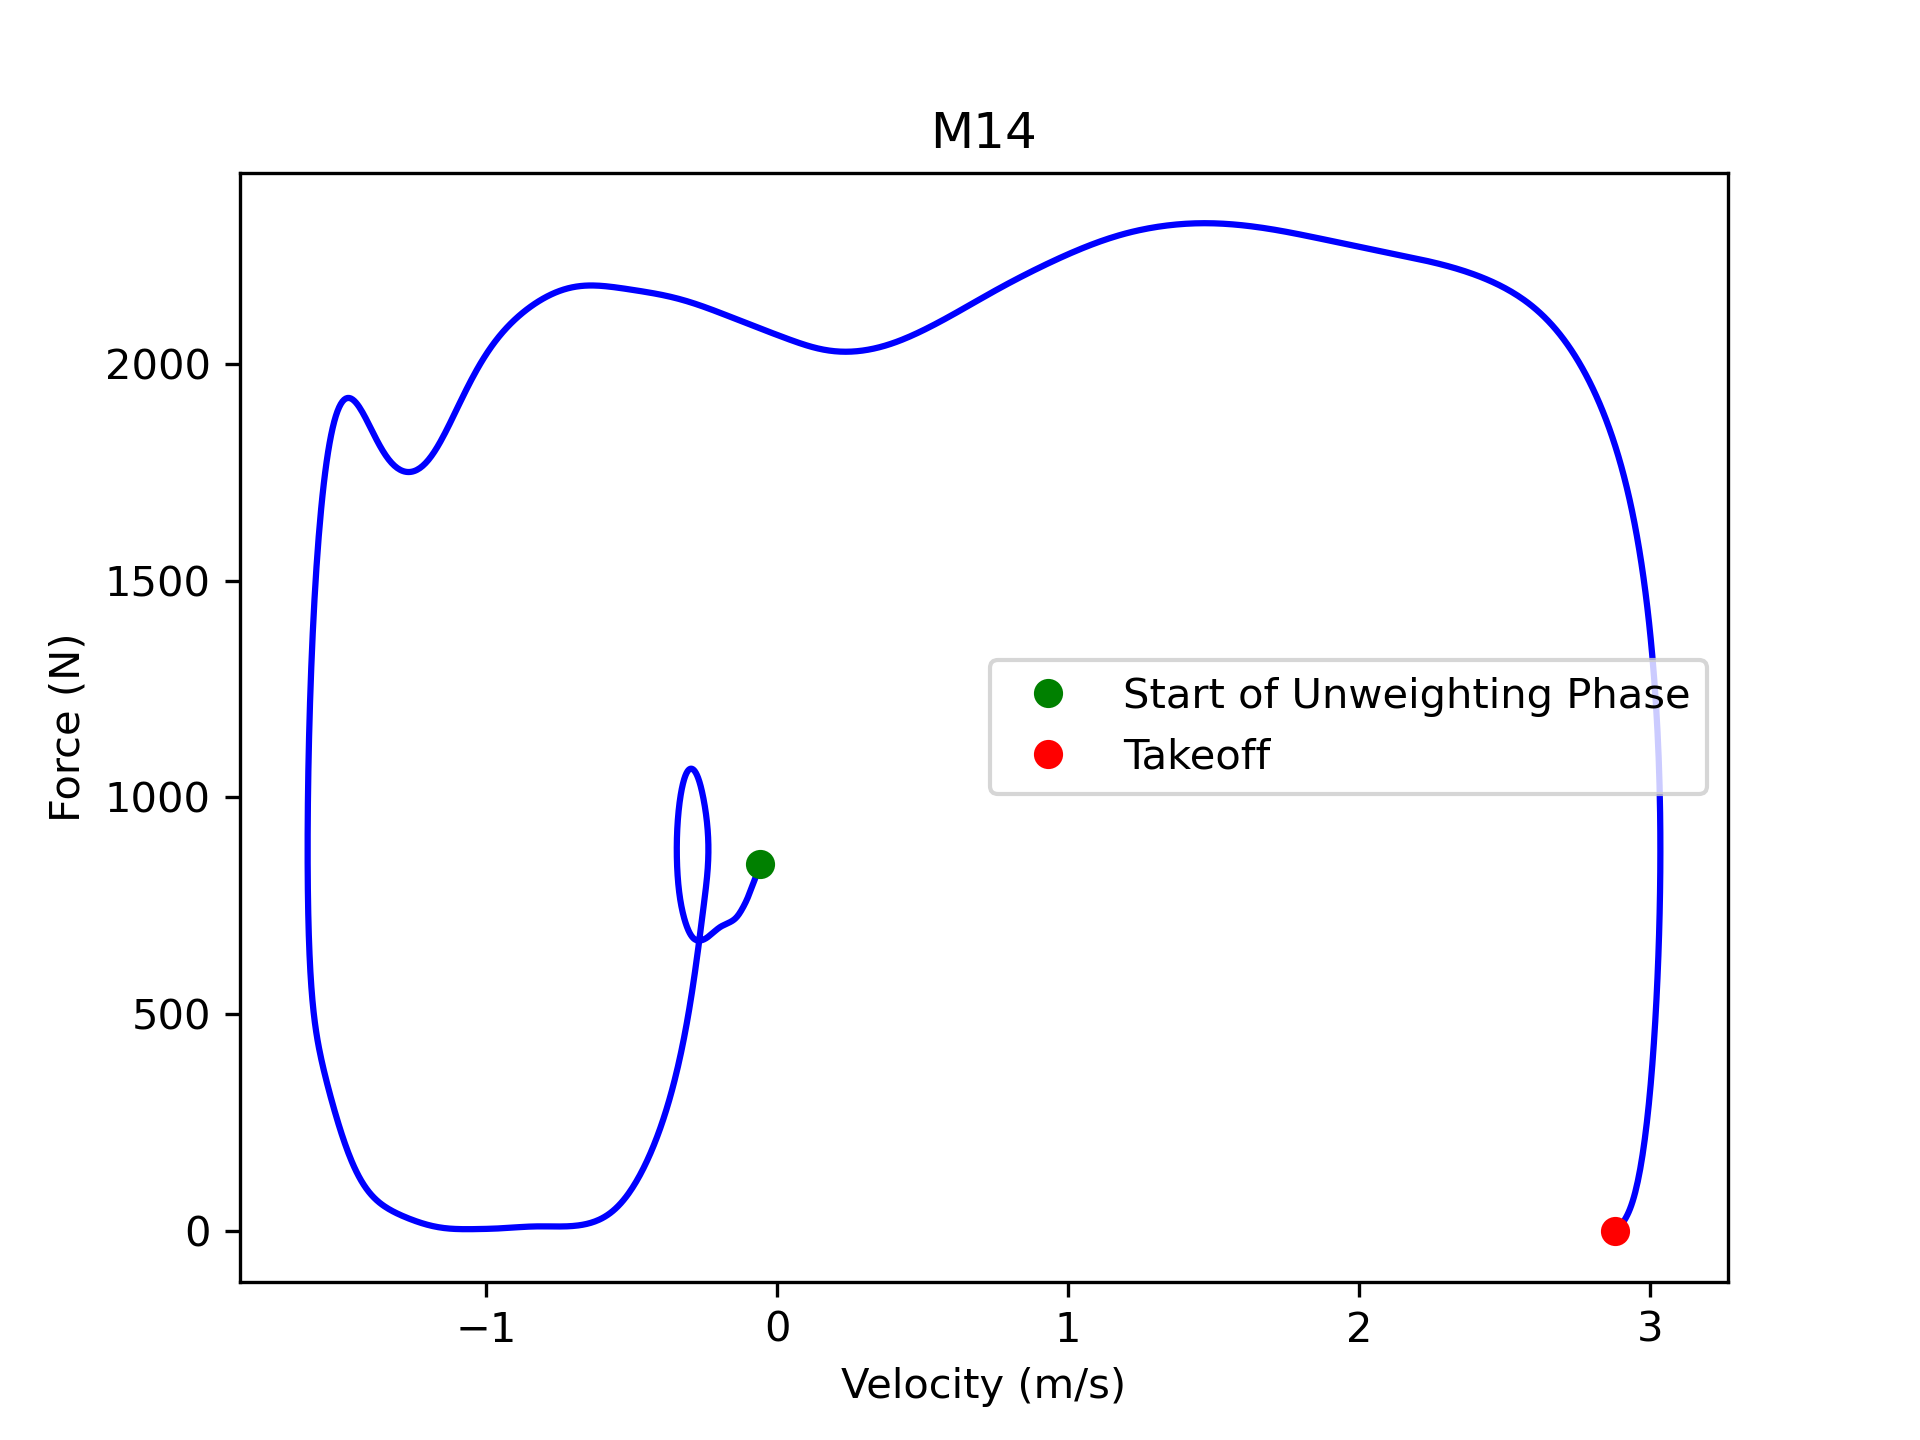 M14
2000
1500
1000
500
0
Force (N)
Start of Unweighting Phase
Takeoff
−1 0 1 2 3
Velocity (m/s)